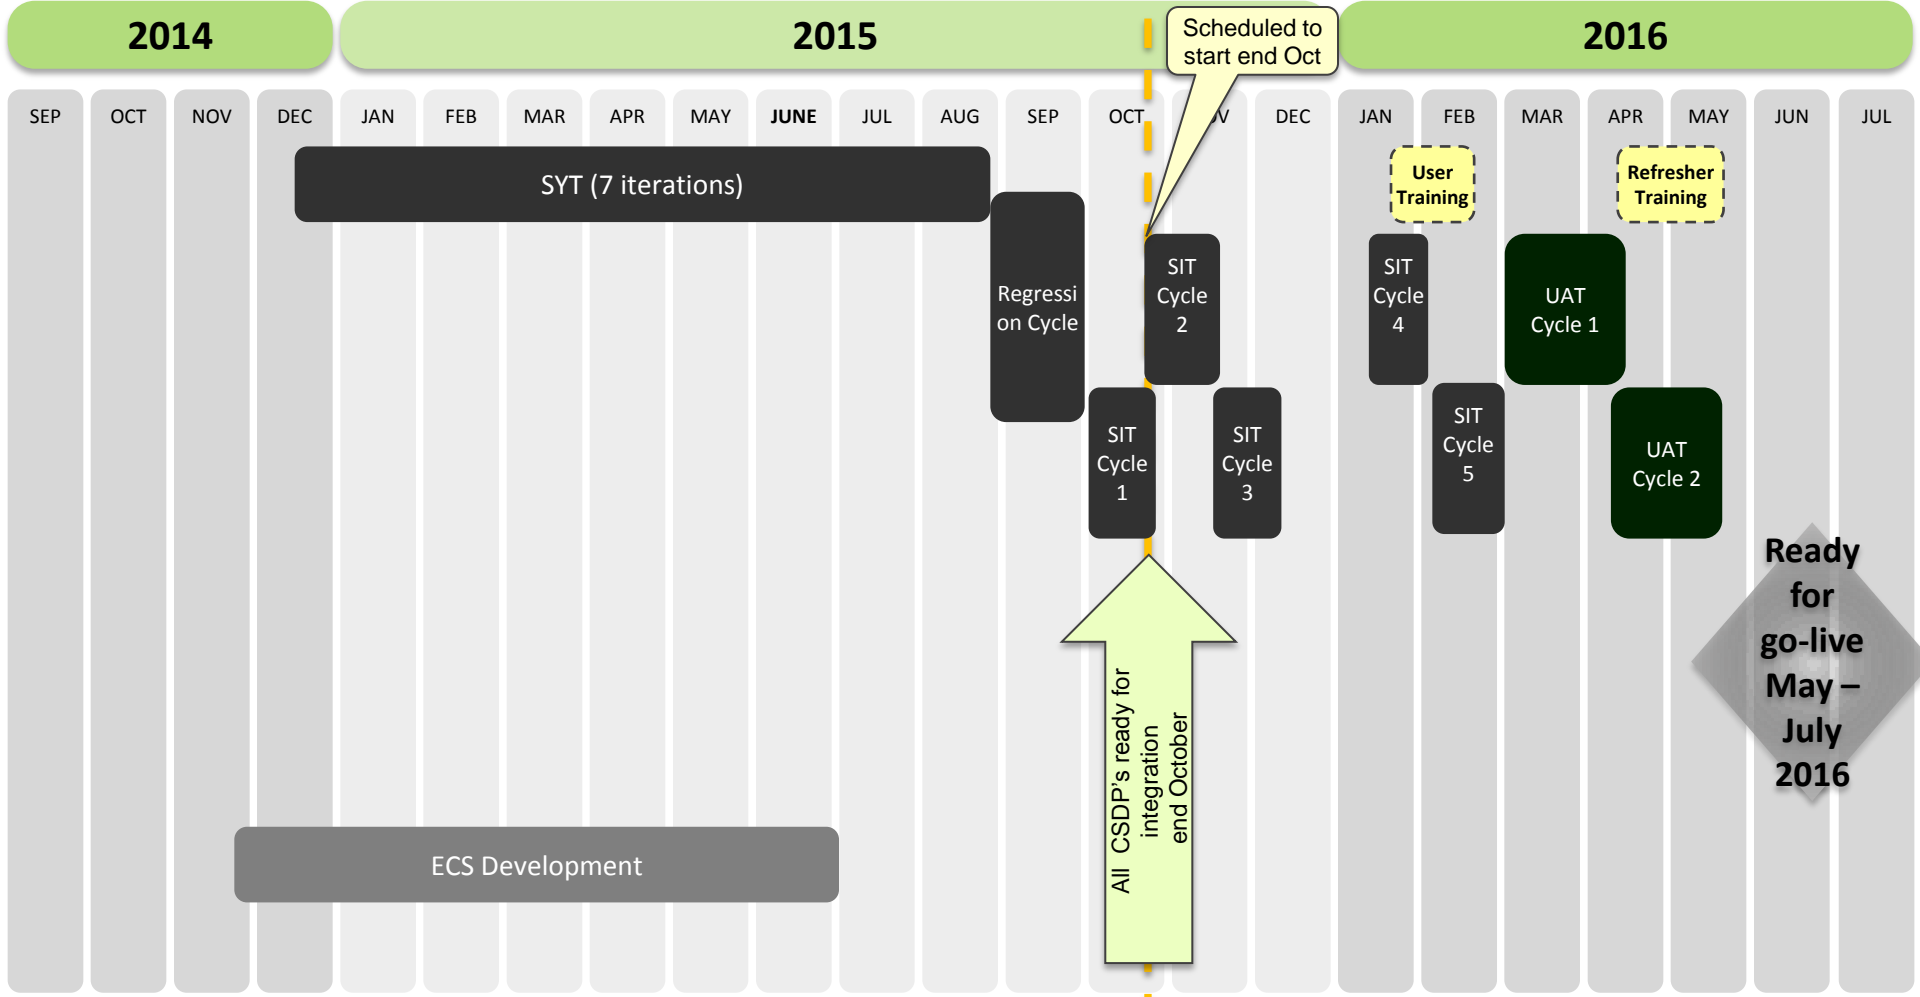 2014
2015
2016
Scheduled to
start end Oct
SEP
OCT
NOV
DEC
JAN
FEB
MAR
APR
MAY
JUNE
JUL
AUG
SEP
OCT
OV
DEC
JAN
FEB
MAR
APR
MAY
JUN
JUL
SYT (7 iterations)
User
Training
Refresher
Training
Regressi
on Cycle
SIT
Cycle
2
SIT
Cycle
4
UAT
Cycle 1
SIT
Cycle
1
SIT
Cycle
3
SIT
Cycle
5
UAT
Cycle 2
Ready
for
go-live
May –
July
2016
All CSDP's ready for
integration
end October
ECS Development